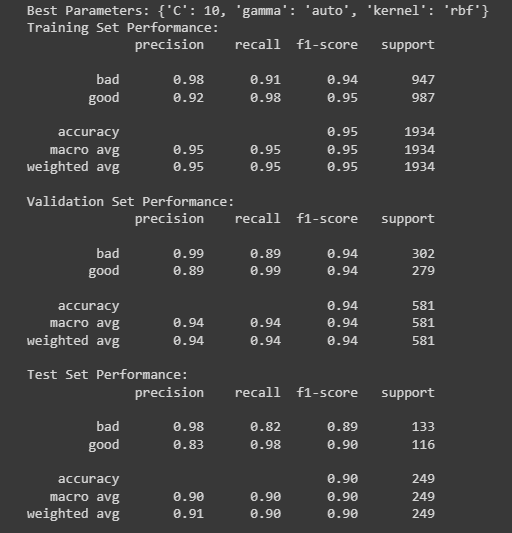 Best Parameters: {'C': 10, 'gamma': 'auto', 'kernel': 'rbf'}
Training Set Performance:
precision recall f1-score support
bad 0.98 0.91 0.94 947
good 0.92 0.98 0.95 987
accuracy 0.95 1934
macro avg 0.95 0.95 0.95 1934
weighted avg 0.95 0.95 0.95 1934
Validation Set Performance:
precision recall f1-score support
bad 0.99 0.89 0.94 302
good 0.89 0.99 0.94 279
accuracy 0.94 581
macro avg 0.94 0.94 0.94 581
weighted avg 0.94 0.94 0.94 581
Test Set Performance:
precision recall f1-score support
bad 0.98 0.82 0.89 133
good 0.83 0.98 0.90 116
accuracy 0.90 249
macro avg 0.90 0.90 0.90 249
weighted avg 0.91 0.90 0.90 249